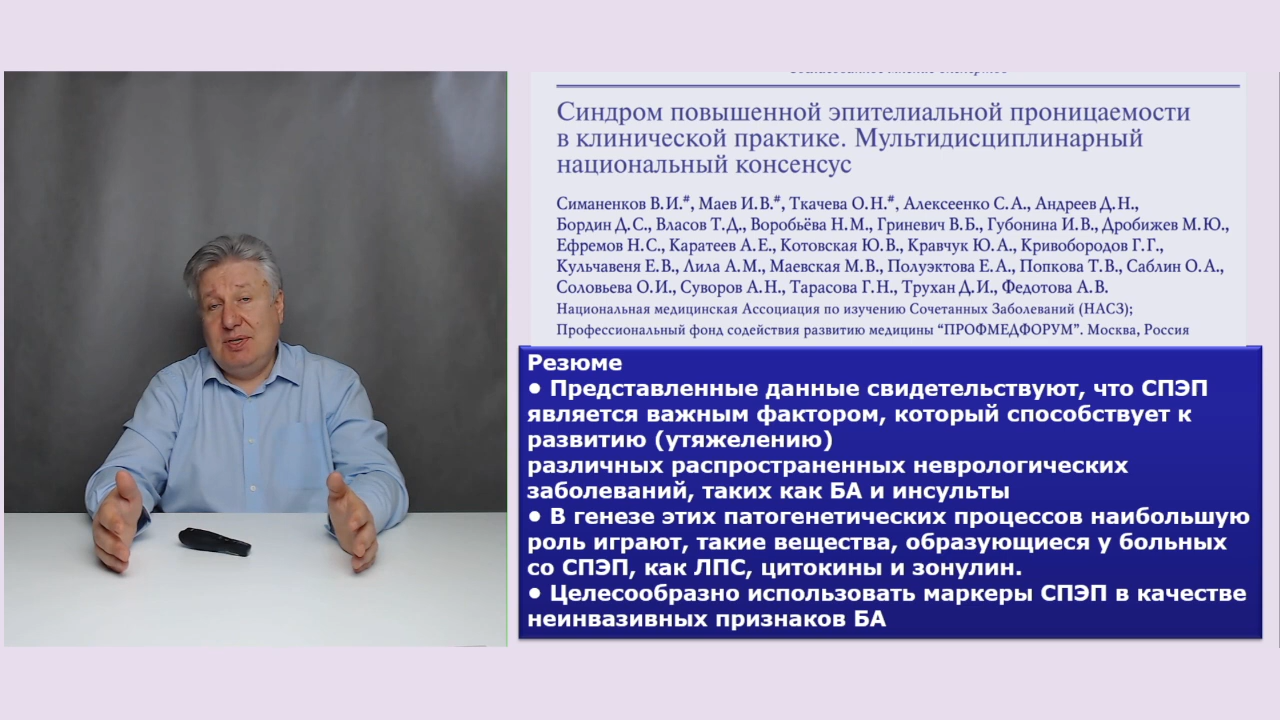 Синдром повышенной эпителиальной проницаемости
в клинической практике. Мультидисциплинарный
национальный консенсус
Симаненков В.И.#, Маев И.В.#, Ткачева О.Н.#, Алексеенко С.А., Андреев Д.Н.,
Бордин Д.С., Власов Т.Д., Воробьёва Н.М., Гриневич В.Б., Губонина И.В., Дробижев М.Ю.,
Ефремов Н.С., Каратеев А.Е., Котовская Ю.В., Кравчук Ю.А., Кривобородов Г.Г.,
Кульчавеня Е.В., Лила А.М., Маевская М.В., Полуэктова Е.А., Попкова Т.В., Саблин О.А.,
Соловьева О.И., Суворов А.Н., Тарасова Г.Н., Трухан Д.И., Федотова А.В.
Национальная медицинская Ассоциация по изучению Сочетанных Заболеваний (НАСЗ);
Профессиональный фонд содействия развитию медицины “ПРОФМЕДФОРУМ”. Москва, Россия
Резюме
● Представленные данные свидетельствуют, что СПЭП
является важным фактором, который способствует к
развитию (утяжелению)
различных распространенных неврологических
заболеваний, таких как БА и инсульты
● В генезе этих патогенетических процессов наибольшую
роль играют, такие вещества, образующиеся у больных
со СПЭП, как ЛПС, цитокины и зонулин.
● Целесообразно использовать маркеры СПЭП в качестве
неинвазивных признаков БА